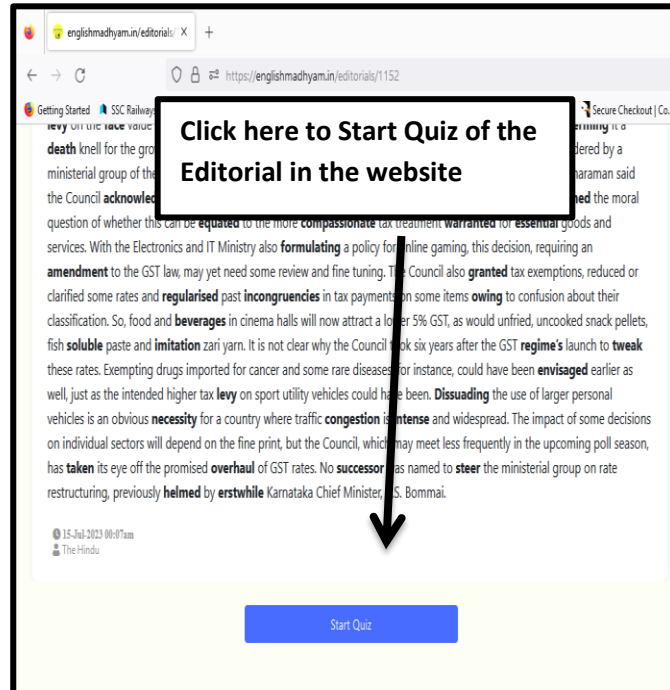 englishmadhyam.in/editorials/ X +
https://englishmadhyam.in/editorials/1152
Getting Started SSC Railway Secure Checkout | Co.
Click here to Start Quiz of the
Editorial in the website
levy on the face value it a
death knell for the gro dered by a
ministerial group of the haraman said
the Council acknowled ned the moral
question of whether this can be equated to the more compassionate tax treatment warranted for essential goods and
services. With the Electronics and IT Ministry also formulating a policy for online gaming, this decision, requiring an
amendment to the GST law, may yet need some review and fine tuning. The Council also granted tax exemptions, reduced or
clarified some rates and regularised past incongruencies in tax payments on some items owing to confusion about their
classification. So, food and beverages in cinema halls will now attract a lower 5% GST, as would unfried, uncooked snack pellets,
fish soluble paste and imitation zari yarn. It is not clear why the Council took six years after the GST regime's launch to tweak
these rates. Exempting drugs imported for cancer and some rare diseases, for instance, could have been envisaged earlier as
well, just as the intended higher tax levy on sport utility vehicles could have been. Dissuading the use of larger personal
vehicles is an obvious necessity for a country where traffic congestion is intense and widespread. The impact of some decisions
on individual sectors will depend on the fine print, but the Council, which may meet less frequently in the upcoming poll season,
has taken its eye off the promised overhaul of GST rates. No successor was named to steer the ministerial group on rate
restructuring, previously helmed by erstwhile Karnataka Chief Minister, S. Bommai.
15-Jul-2023 00:07am
The Hindu
Start Quiz